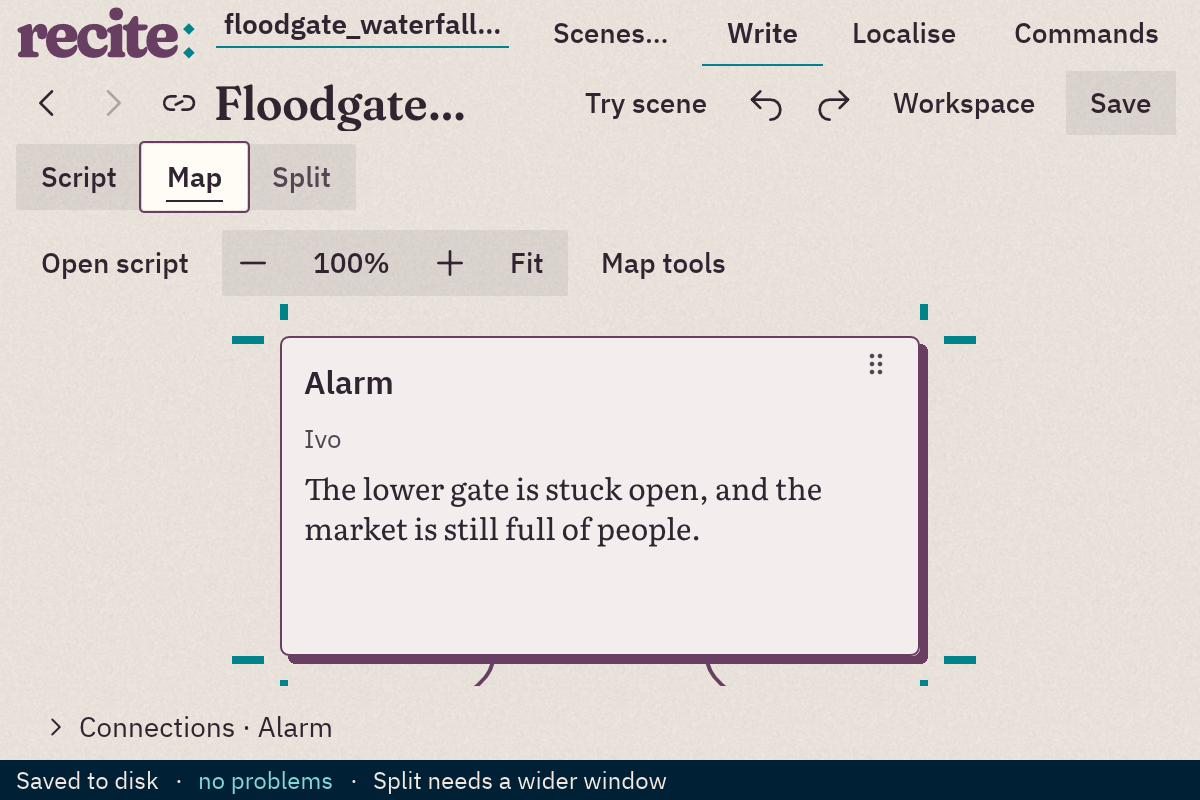 recite:
floodgate_waterfall…
Scenes…
Write
Localise
Commands
Floodgate…
Try scene
Workspace
Save
Script
Map
Split
Open script
100%
Fit
Map tools
Alarm
Ivo
The lower gate is stuck open, and the
market is still full of people.
Connections · Alarm
Saved to disk · no problems · Split needs a wider window